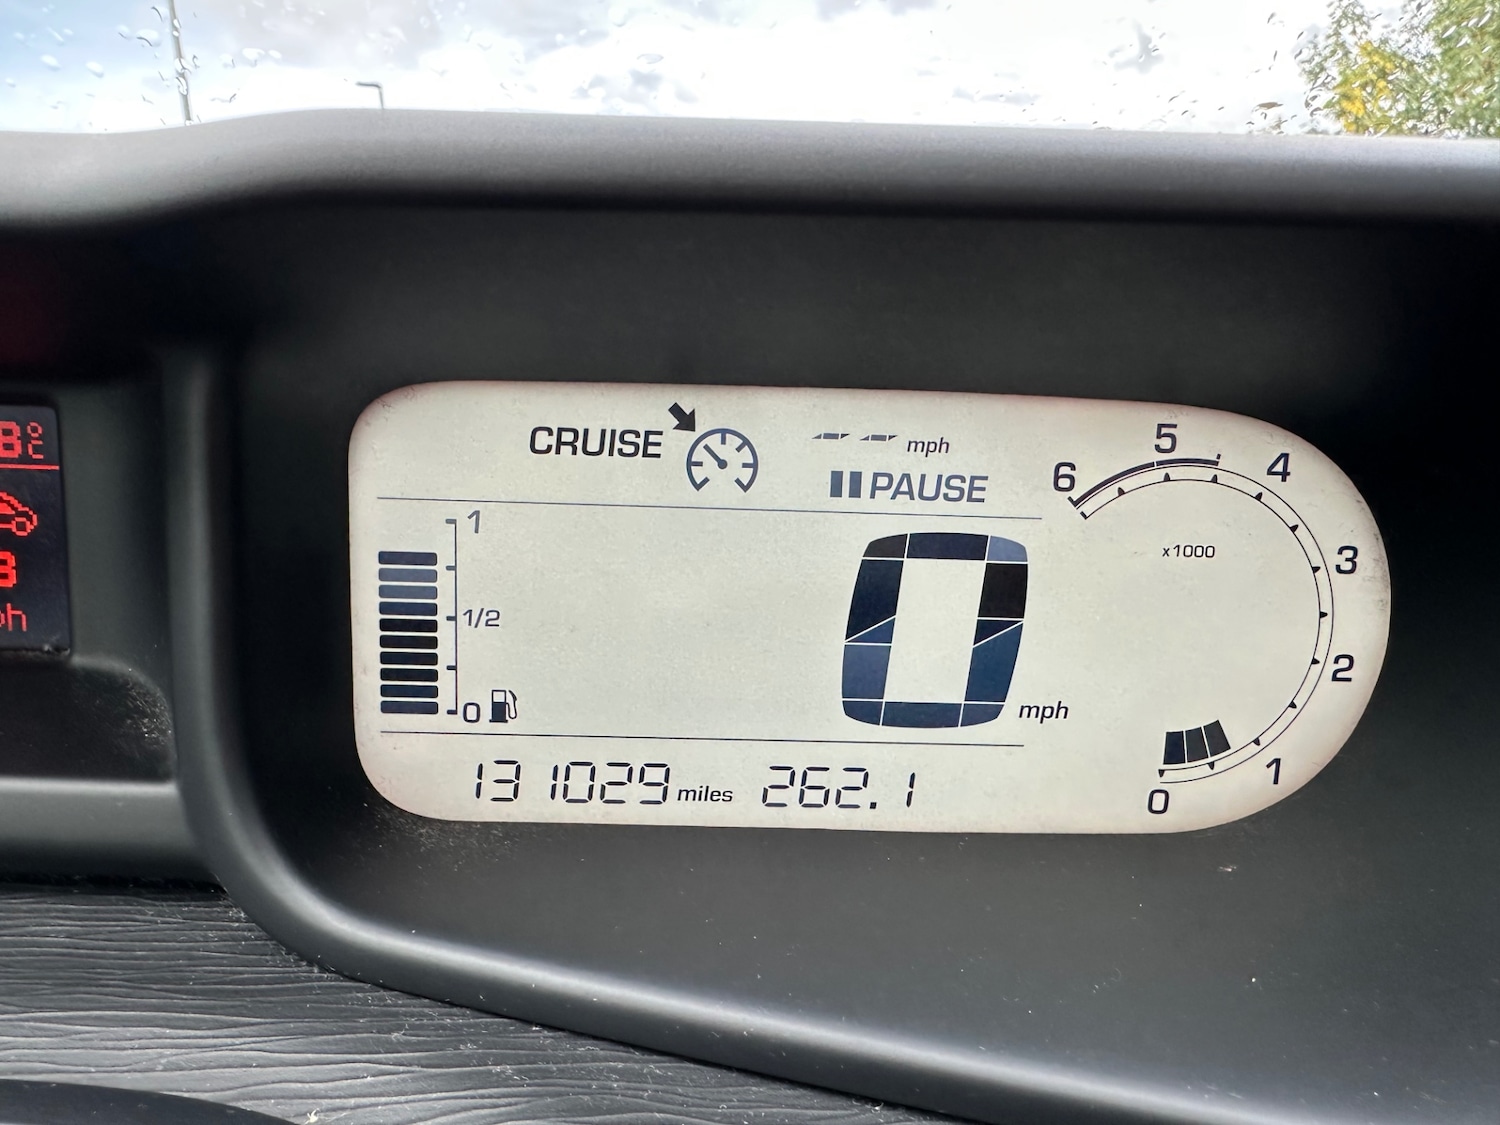 8°C
CRUISE -- -- mph
PAUSE
1
1/2
0
0 mph
131029 miles 262.1
6
5
4
3
2
1
0
x1000